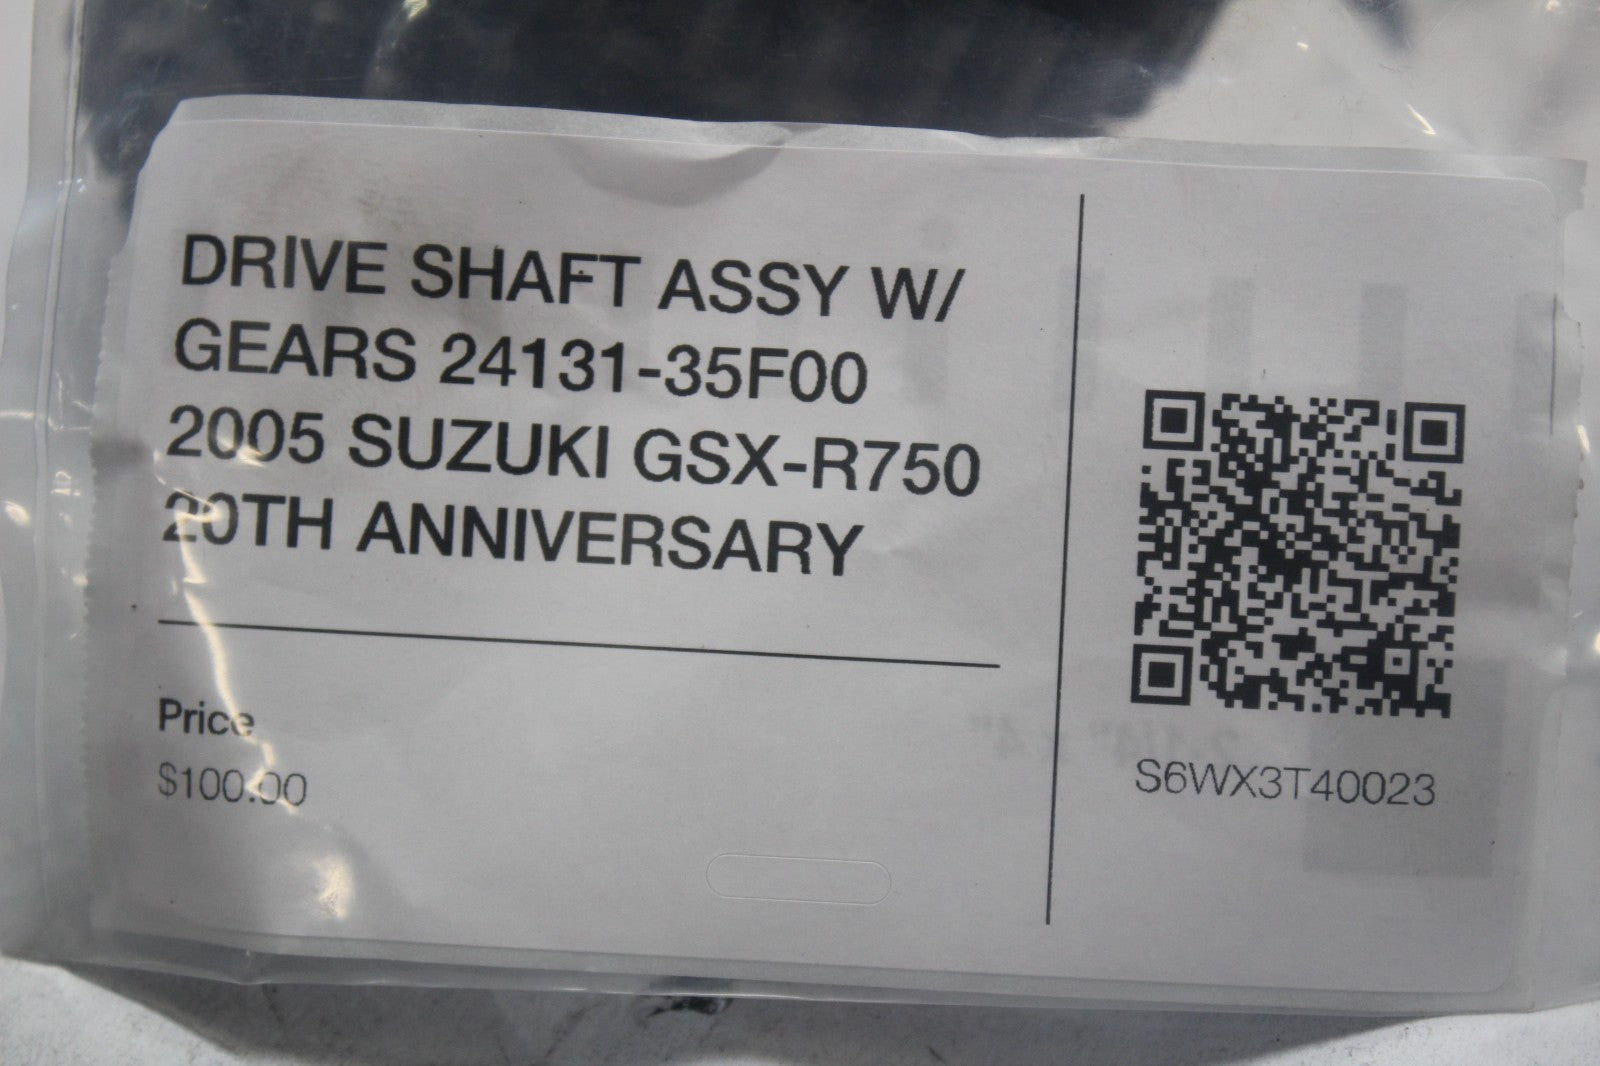 DRIVE SHAFT ASSY W/
GEARS 24131-35F00
2005 SUZUKI GSX-R750
20TH ANNIVERSARY
Price
$100.00
S6WX3T40023